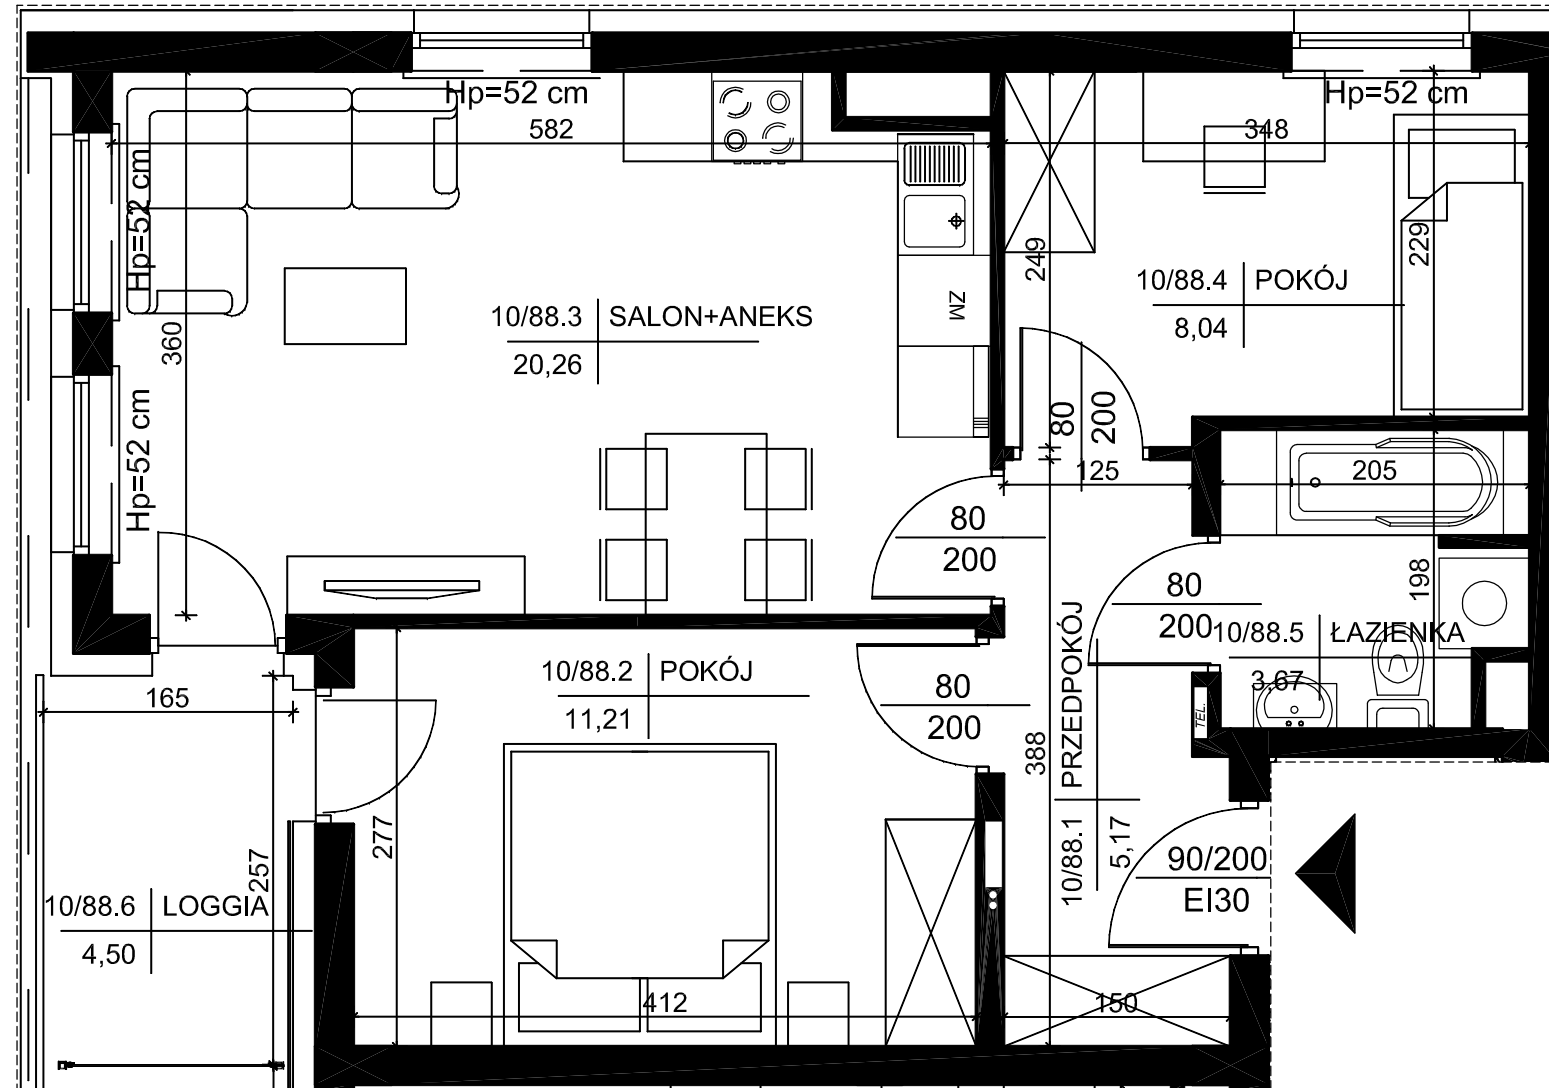 Hp=52 cm
Hp=52 cm
582
348
Hp=52 cm
249
229
10/88.4
POKÓJ
8,04
10/88.3
SALON+ANEKS
20,26
ZM
360
Hp=52 cm
80
200
125
205
80
200
80
200
198
10/88.5
ŁAZIENKA
3,67
TEL.
10/88.2
POKÓJ
11,21
80
200
165
388
10/88.1
PRZEDPOKÓJ
5,17
277
257
90/200
EI30
10/88.6
LOGGIA
4,50
412
150